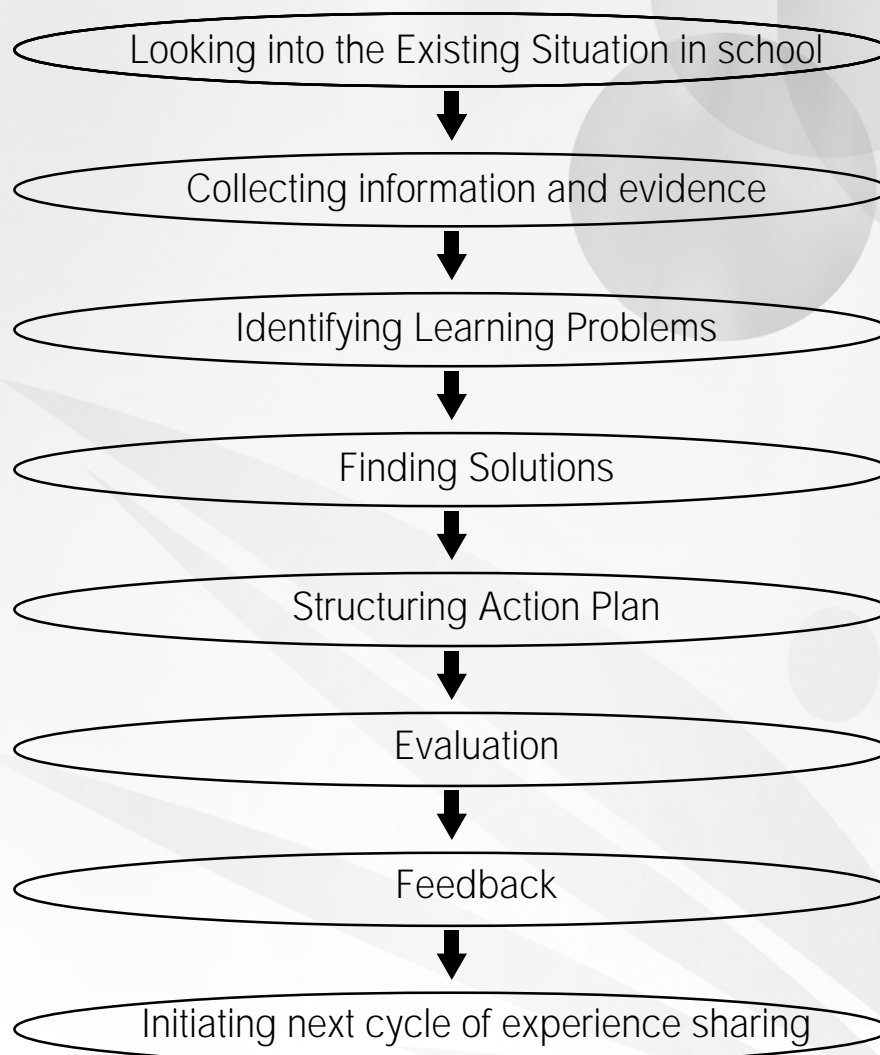 Looking into the Existing Situation in school
Collecting information and evidence
Identifying Learning Problems
Finding Solutions
Structuring Action Plan
Evaluation
Feedback
Initiating next cycle of experience sharing